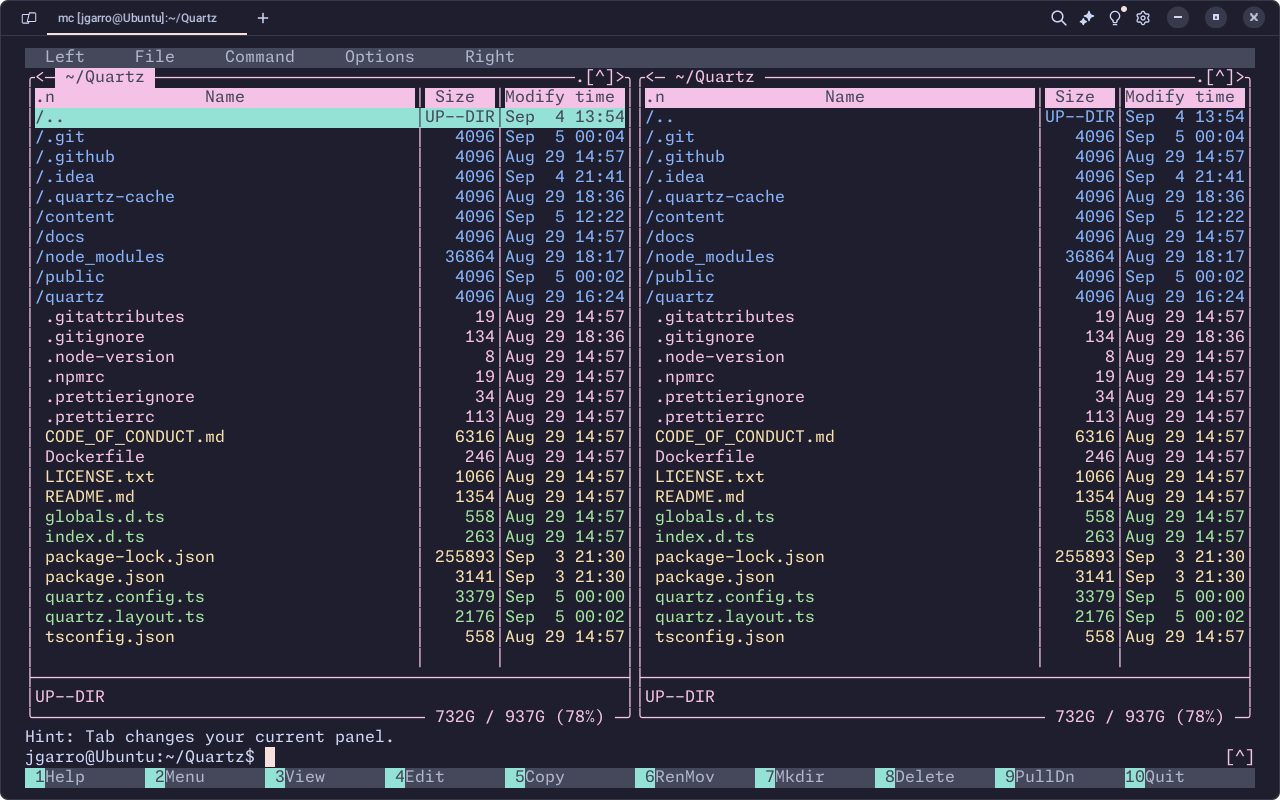 mc [jgarro@Ubuntu]:~/Quartz
Left File Command Options Right
<─ ~/Quartz ─.[^]> <─ ~/Quartz ─.[^]>
.n Name Size Modify time .n Name Size Modify time
/.. UP--DIR Sep 4 13:54 /.. UP--DIR Sep 4 13:54
/.git 4096 Sep 5 00:04 /.git 4096 Sep 5 00:04
/.github 4096 Aug 29 14:57 /.github 4096 Aug 29 14:57
/.idea 4096 Sep 4 21:41 /.idea 4096 Sep 4 21:41
/.quartz-cache 4096 Aug 29 18:36 /.quartz-cache 4096 Aug 29 18:36
/content 4096 Sep 5 12:22 /content 4096 Sep 5 12:22
/docs 4096 Aug 29 14:57 /docs 4096 Aug 29 14:57
/node_modules 36864 Aug 29 18:17 /node_modules 36864 Aug 29 18:17
/public 4096 Sep 5 00:02 /public 4096 Sep 5 00:02
/quartz 4096 Aug 29 16:24 /quartz 4096 Aug 29 16:24
.gitattributes 19 Aug 29 14:57 .gitattributes 19 Aug 29 14:57
.gitignore 134 Aug 29 18:36 .gitignore 134 Aug 29 18:36
.node-version 8 Aug 29 14:57 .node-version 8 Aug 29 14:57
.npmrc 19 Aug 29 14:57 .npmrc 19 Aug 29 14:57
.prettierignore 34 Aug 29 14:57 .prettierignore 34 Aug 29 14:57
.prettierrc 113 Aug 29 14:57 .prettierrc 113 Aug 29 14:57
CODE_OF_CONDUCT.md 6316 Aug 29 14:57 CODE_OF_CONDUCT.md 6316 Aug 29 14:57
Dockerfile 246 Aug 29 14:57 Dockerfile 246 Aug 29 14:57
LICENSE.txt 1066 Aug 29 14:57 LICENSE.txt 1066 Aug 29 14:57
README.md 1354 Aug 29 14:57 README.md 1354 Aug 29 14:57
globals.d.ts 558 Aug 29 14:57 globals.d.ts 558 Aug 29 14:57
index.d.ts 263 Aug 29 14:57 index.d.ts 263 Aug 29 14:57
package-lock.json 255893 Sep 3 21:30 package-lock.json 255893 Sep 3 21:30
package.json 3141 Sep 3 21:30 package.json 3141 Sep 3 21:30
quartz.config.ts 3379 Sep 5 00:00 quartz.config.ts 3379 Sep 5 00:00
quartz.layout.ts 2176 Sep 5 00:02 quartz.layout.ts 2176 Sep 5 00:02
tsconfig.json 558 Aug 29 14:57 tsconfig.json 558 Aug 29 14:57
UP--DIR UP--DIR
732G / 937G (78%) 732G / 937G (78%)
Hint: Tab changes your current panel.
jgarro@Ubuntu:~/Quartz$ [^]
1Help 2Menu 3View 4Edit 5Copy 6RenMov 7Mkdir 8Delete 9PullDn 10Quit